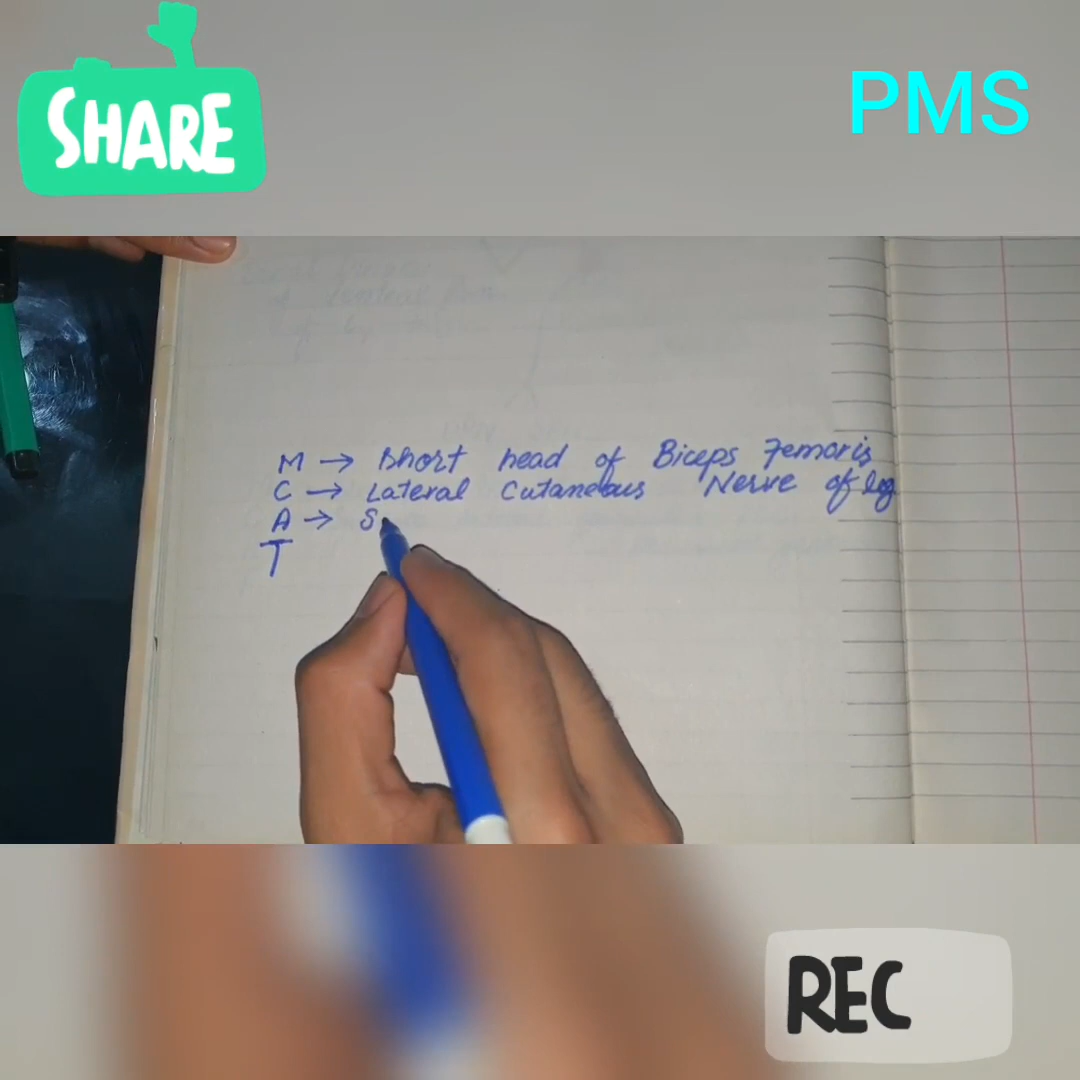 SHARE
PMS
M → Short head of Biceps Femoris
C → Lateral Cutaneous Nerve of leg
A → S
T
REC